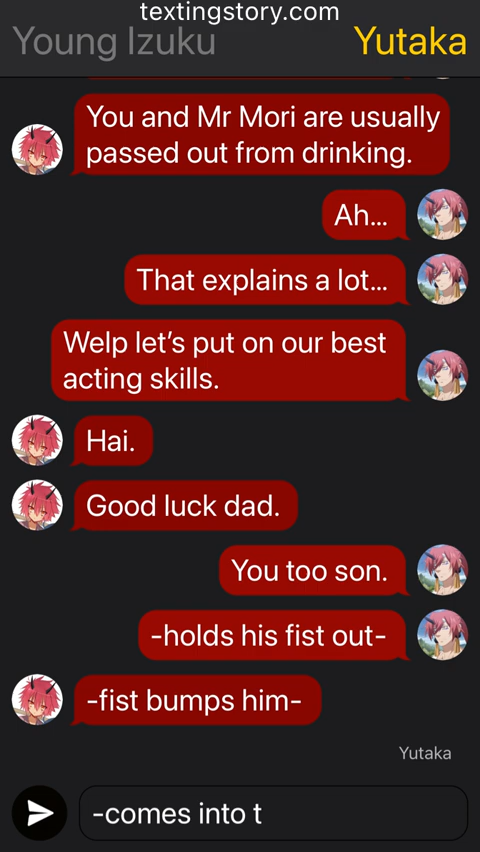 textingstory.com
Young Izuku
Yutaka
You and Mr Mori are usually
passed out from drinking.
Ah...
That explains a lot...
Welp let’s put on our best
acting skills.
Hai.
Good luck dad.
You too son.
-holds his fist out-
-fist bumps him-
Yutaka
-comes into t